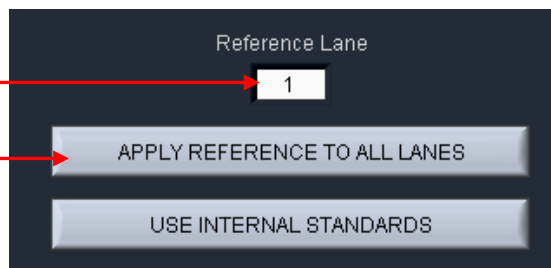 Reference Lane
1
APPLY REFERENCE TO ALL LANES
USE INTERNAL STANDARDS